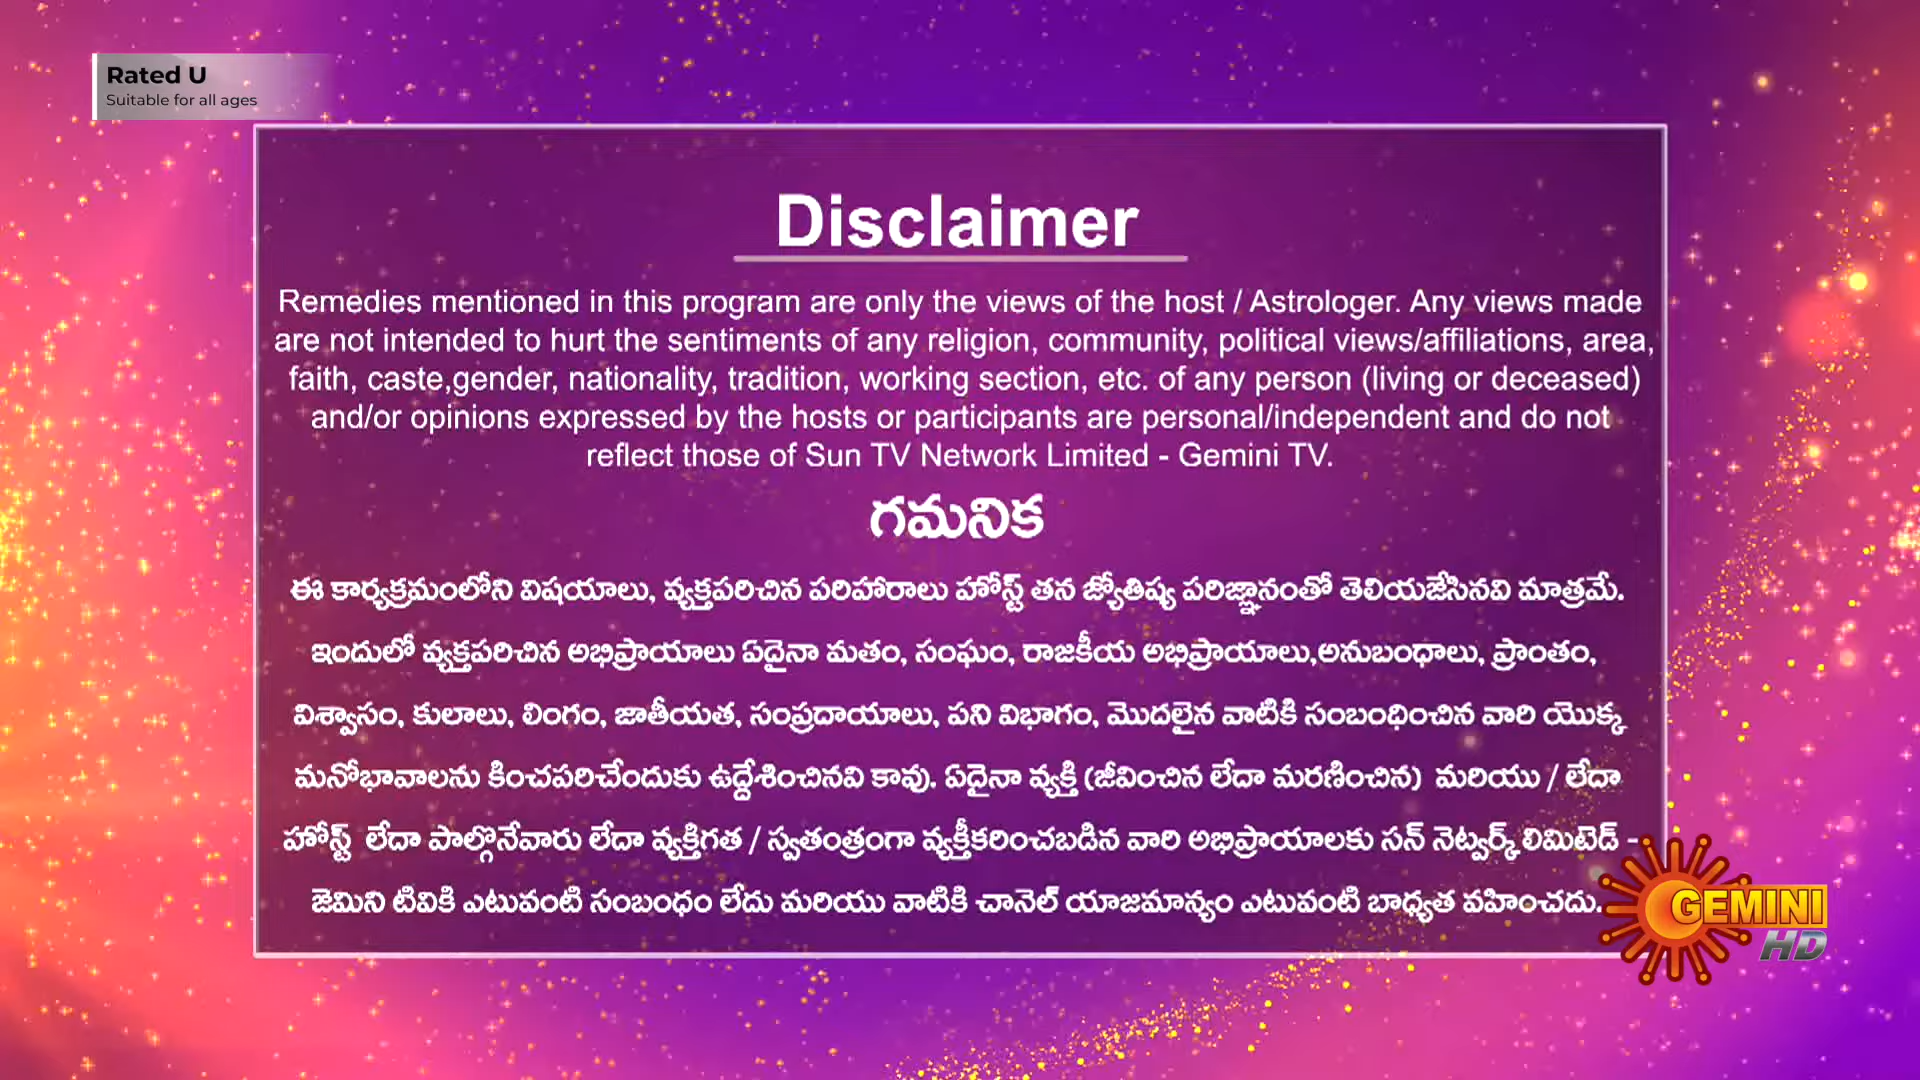 Rated U
Suitable for all ages
Disclaimer
Remedies mentioned in this program are only the views of the host / Astrologer. Any views made
are not intended to hurt the sentiments of any religion, community, political views/affiliations, area,
faith, caste,gender, nationality, tradition, working section, etc. of any person (living or deceased)
and/or opinions expressed by the hosts or participants are personal/independent and do not
reflect those of Sun TV Network Limited - Gemini TV.
గమనిక
ఈ కార్యక్రమంలోని విషయాలు, వ్యక్తపరిచిన పరిహారాలు హోస్ట్ తన జ్యోతిష్య పరిజ్ఞానంతో తెలియజేసినవి మాత్రమే.
ఇందులో వ్యక్తపరిచిన అభిప్రాయాలు ఏదైనా మతం, సంఘం, రాజకీయ అభిప్రాయాలు,అనుబంధాలు, ప్రాంతం,
విశ్వాసం, కులాలు, లింగం, జాతీయత, సంప్రదాయాలు, పని విభాగం, మొదలైన వాటికి సంబంధించిన వారి యొక్క
మనోభావాలను కించపరిచేందుకు ఉద్దేశించినవి కావు. ఏదైనా వ్యక్తి (జీవించిన లేదా మరణించిన) మరియు / లేదా
హోస్ట్ లేదా పాల్గొనేవారు లేదా వ్యక్తిగత / స్వతంత్రంగా వ్యక్తీకరించబడిన వారి అభిప్రాయాలకు సన్ నెట్వర్క్ లిమిటెడ్ -
జెమిని టివికి ఎటువంటి సంబంధం లేదు మరియు వాటికి చానెల్ యాజమాన్యం ఎటువంటి బాధ్యత వహించదు.
GEMINI
HD